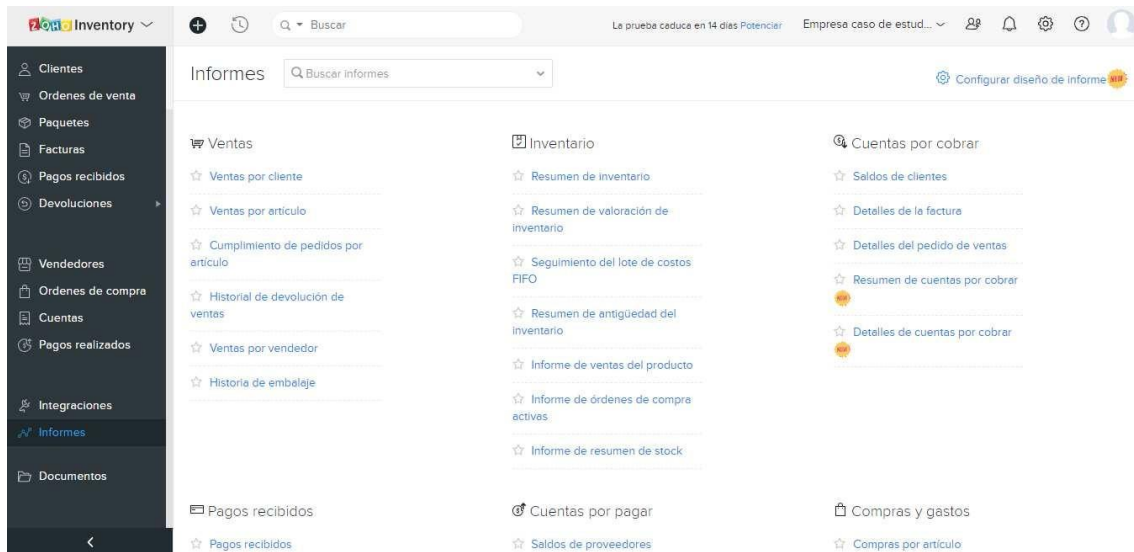 ZOHO Inventory
Buscar
La prueba caduca en 14 días Potenciar
Empresa caso de estud...
Clientes
Ordenes de venta
Paquetes
Facturas
Pagos recibidos
Devoluciones
Vendedores
Ordenes de compra
Cuentas
Pagos realizados
Integraciones
Informes
Documentos
Informes
Buscar informes
Configurar diseño de informe NEW
Ventas
Ventas por cliente
Ventas por artículo
Cumplimiento de pedidos por
artículo
Historial de devolución de
ventas
Ventas por vendedor
Historia de embalaje
Inventario
Resumen de inventario
Resumen de valoración de
inventario
Seguimiento del lote de costos
FIFO
Resumen de antigüedad del
inventario
Informe de ventas del producto
Informe de órdenes de compra
activas
Informe de resumen de stock
Cuentas por cobrar
Saldos de clientes
Detalles de la factura
Detalles del pedido de ventas
Resumen de cuentas por cobrar
NEW
Detalles de cuentas por cobrar
NEW
Pagos recibidos
Pagos recibidos
Cuentas por pagar
Saldos de proveedores
Compras y gastos
Compras por artículo